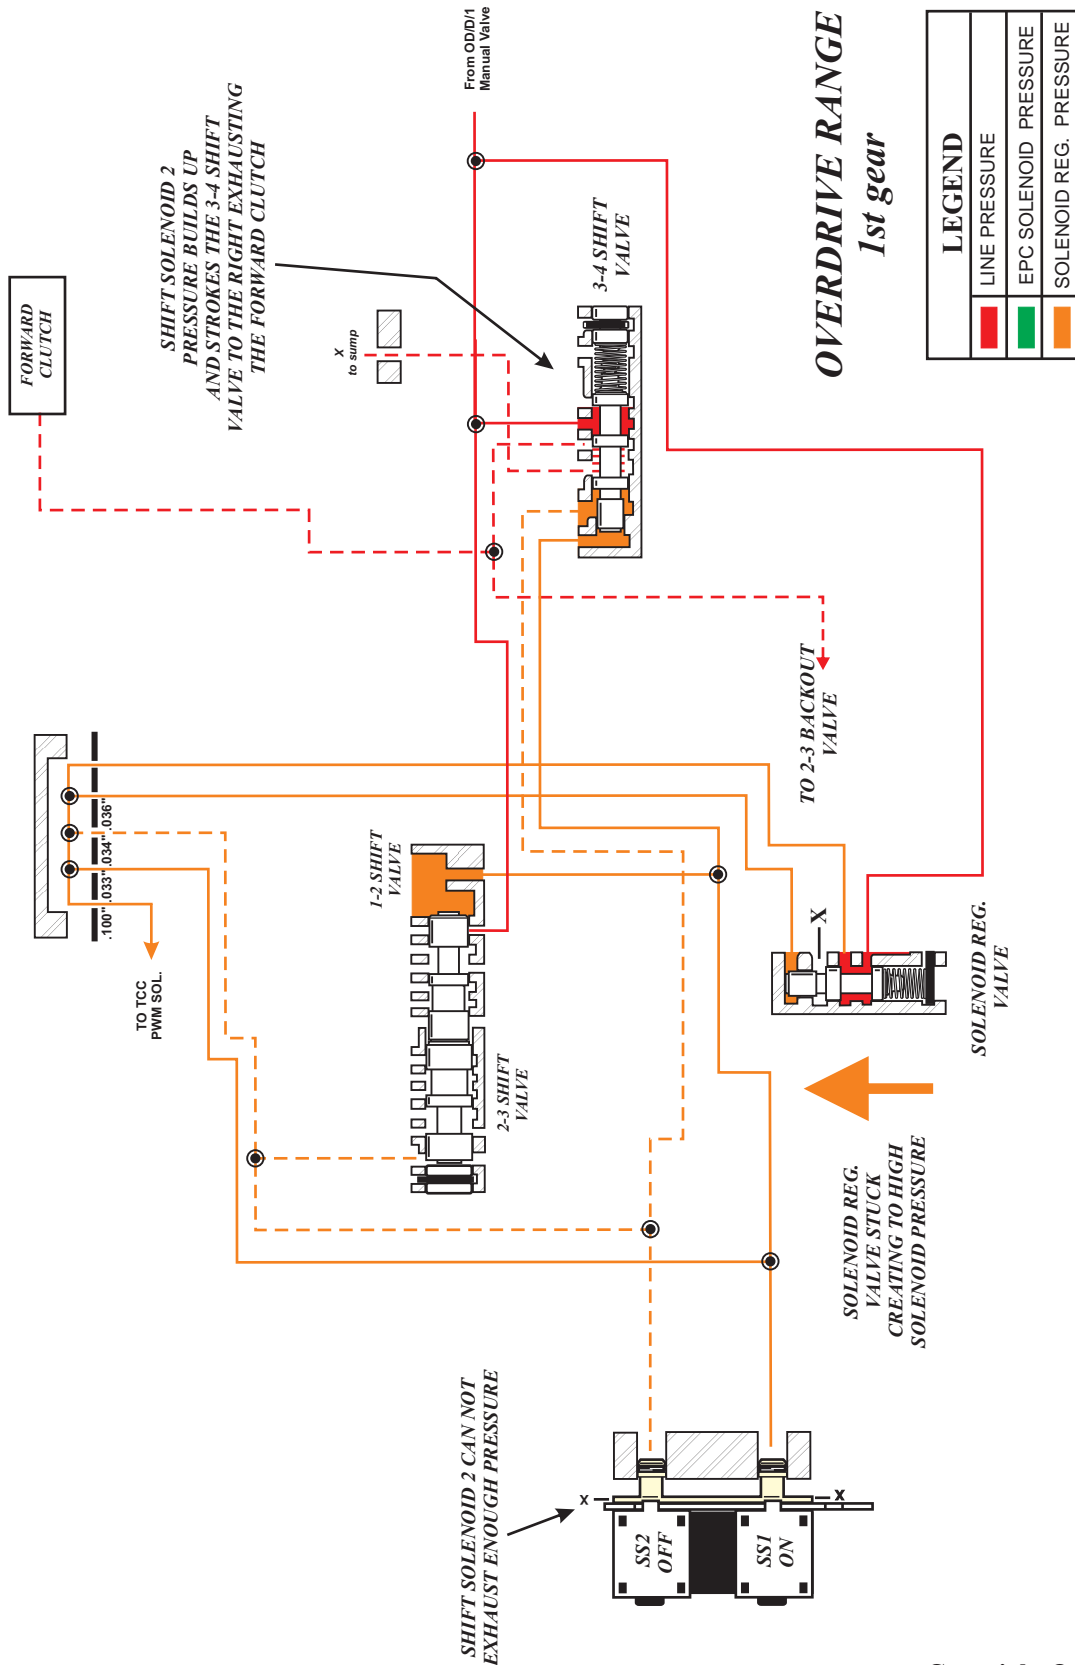 FORWARD
CLUTCH
SHIFT SOLENOID 2
PRESSURE BUILDS UP
AND STROKES THE 3-4 SHIFT
VALVE TO THE RIGHT EXHAUSTING
THE FORWARD CLUTCH
X
to sump
From OD/D/1
Manual Valve
3-4 SHIFT
VALVE
OVERDRIVE RANGE
1st gear
LEGEND
LINE PRESSURE
EPC SOLENOID PRESSURE
SOLENOID REG. PRESSURE
.100" .033" .034" .036"
TO TCC
PWM SOL.
1-2 SHIFT
VALVE
2-3 SHIFT
VALVE
TO 2-3 BACKOUT
VALVE
X
SOLENOID REG.
VALVE
SOLENOID REG.
VALVE STUCK
CREATING TO HIGH
SOLENOID PRESSURE
SHIFT SOLENOID 2 CAN NOT
EXHAUST ENOUGH PRESSURE
X
X
SS2
OFF
SS1
ON